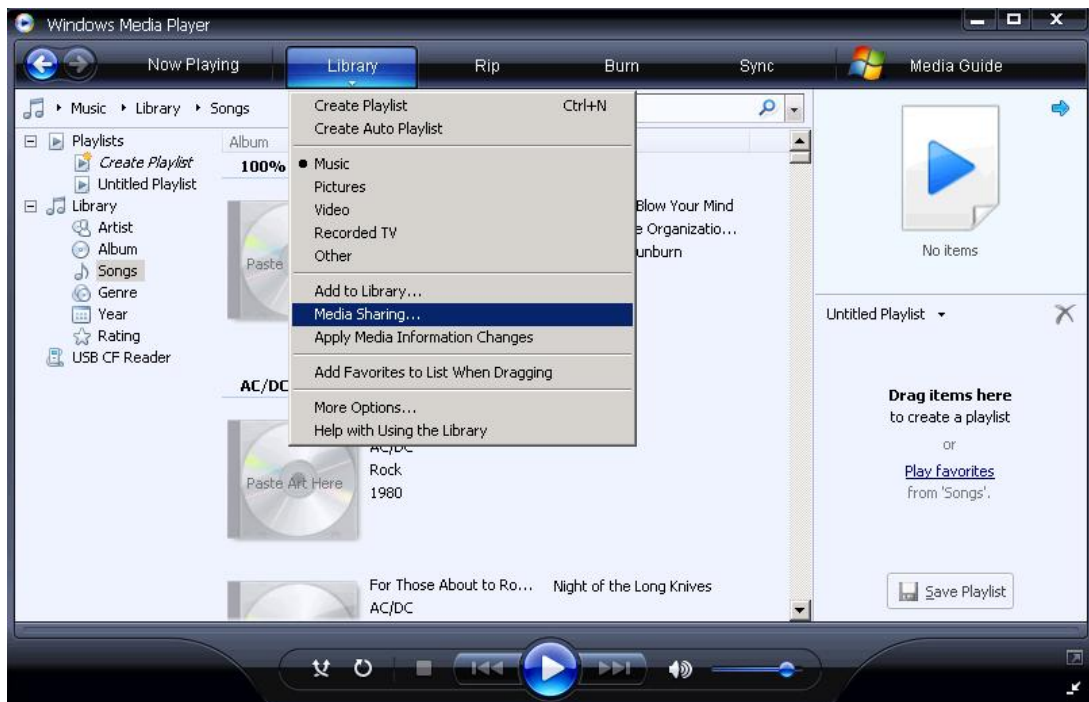 Windows Media Player
Now Playing
Library
Rip
Burn
Sync
Media Guide
Music
Library
Songs
Playlists
Create Playlist
Untitled Playlist
Library
Artist
Album
Songs
Genre
Year
Rating
USB CF Reader
Album
100%
Paste
Blow Your Mind
e Organizatio...
unburn
Create Playlist Ctrl+N
Create Auto Playlist
Music
Pictures
Video
Recorded TV
Other
Add to Library...
Media Sharing...
Apply Media Information Changes
Add Favorites to List When Dragging
More Options...
Help with Using the Library
AC/DC
AC/DC
Rock
1980
Paste Art Here
For Those About to Ro... Night of the Long Knives
AC/DC
No items
Untitled Playlist
Drag items here
to create a playlist
or
Play favorites
from 'Songs'.
Save Playlist